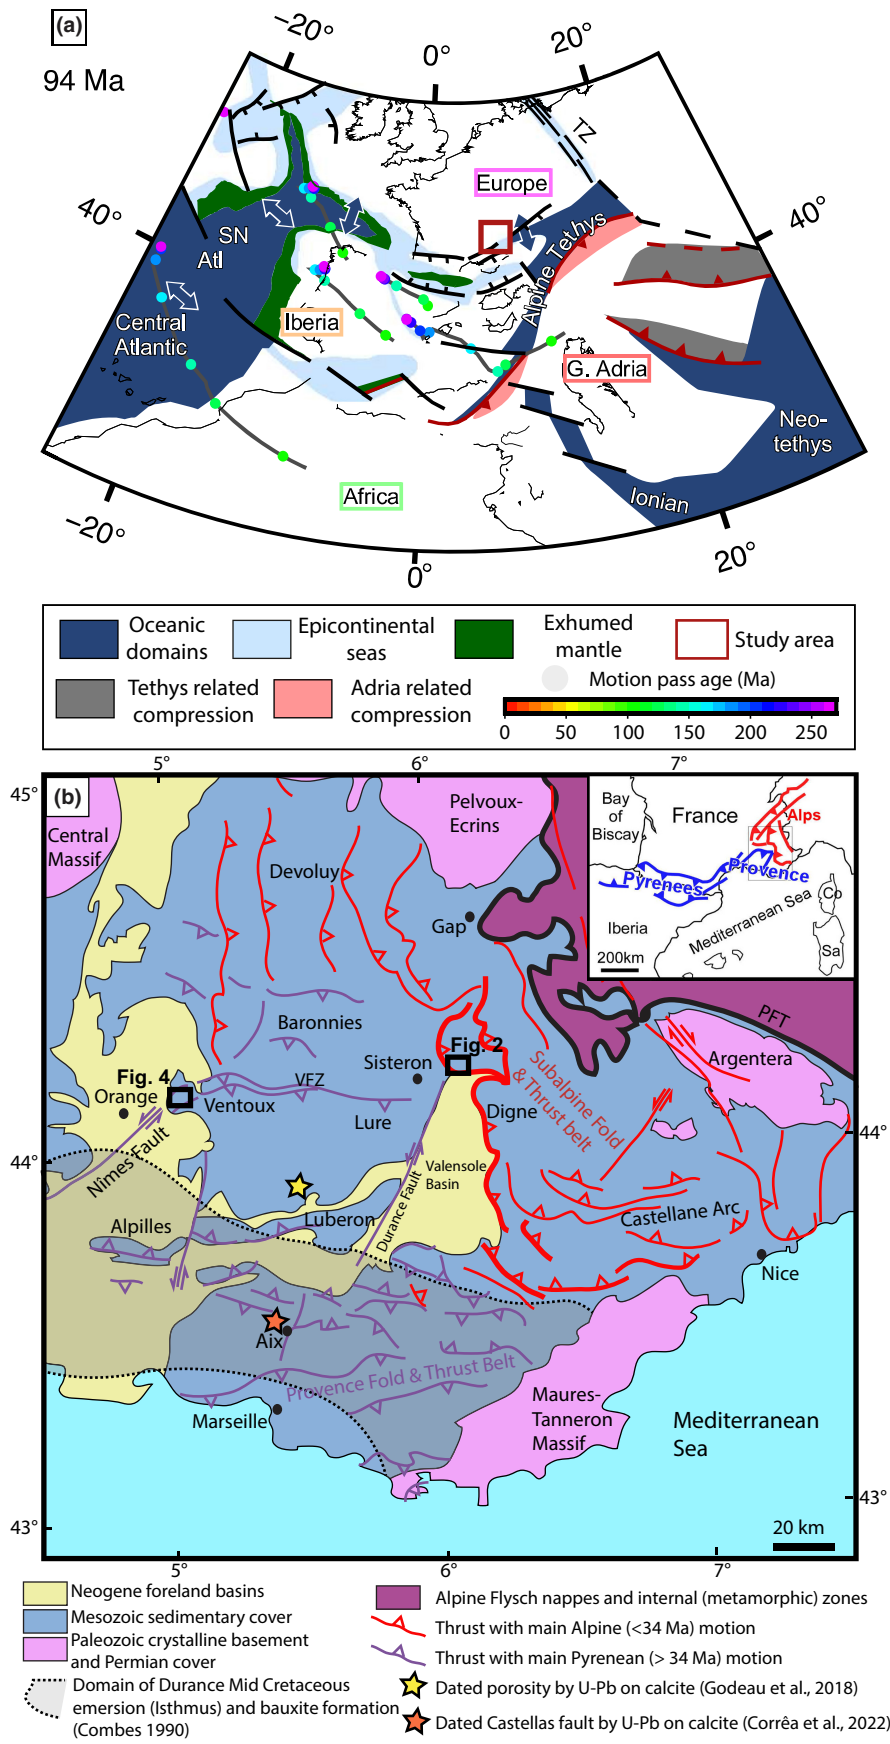 (a)
94 Ma
−20°
0°
20°
TZ
Europe
40°
40°
SN
Atl
Alpine Tethys
Central
Atlantic
Iberia
G. Adria
Neo-
tethys
Africa
Ionian
−20°
0°
20°
Oceanic
domains
Epicontinental
seas
Exhumed
mantle
Study area
Tethys related
compression
Adria related
compression
Motion pass age (Ma)
0 50 100 150 200 250
5° 6° 7°
45°
(b)
Central
Massif
Pelvoux-
Ecrins
Devoluy
Gap
Bay
of
Biscay
France
Alps
Pyrenees
Provence
Iberia
Mediterranean Sea
Co
Sa
200km
PFT
Baronnies
Sisteron
Fig. 2
Argentera
Fig. 4
Orange
VFZ
Ventoux
Lure
Digne
Subalpine Fold
& Thrust belt
44°
44°
Nîmes Fault
Valensole
Basin
Durance Fault
Luberon
Alpilles
Castellane Arc
Nice
Aix
Provence Fold & Thrust Belt
Marseille
Maures-
Tanneron
Massif
Mediterranean
Sea
43°
43°
20 km
5° 6° 7°
Neogene foreland basins
Mesozoic sedimentary cover
Paleozoic crystalline basement
and Permian cover
Domain of Durance Mid Cretaceous
emersion (Isthmus) and bauxite formation
(Combes 1990)
Alpine Flysch nappes and internal (metamorphic) zones
Thrust with main Alpine (<34 Ma) motion
Thrust with main Pyrenean (> 34 Ma) motion
Dated porosity by U-Pb on calcite (Godeau et al., 2018)
Dated Castellas fault by U-Pb on calcite (Corrêa et al., 2022)